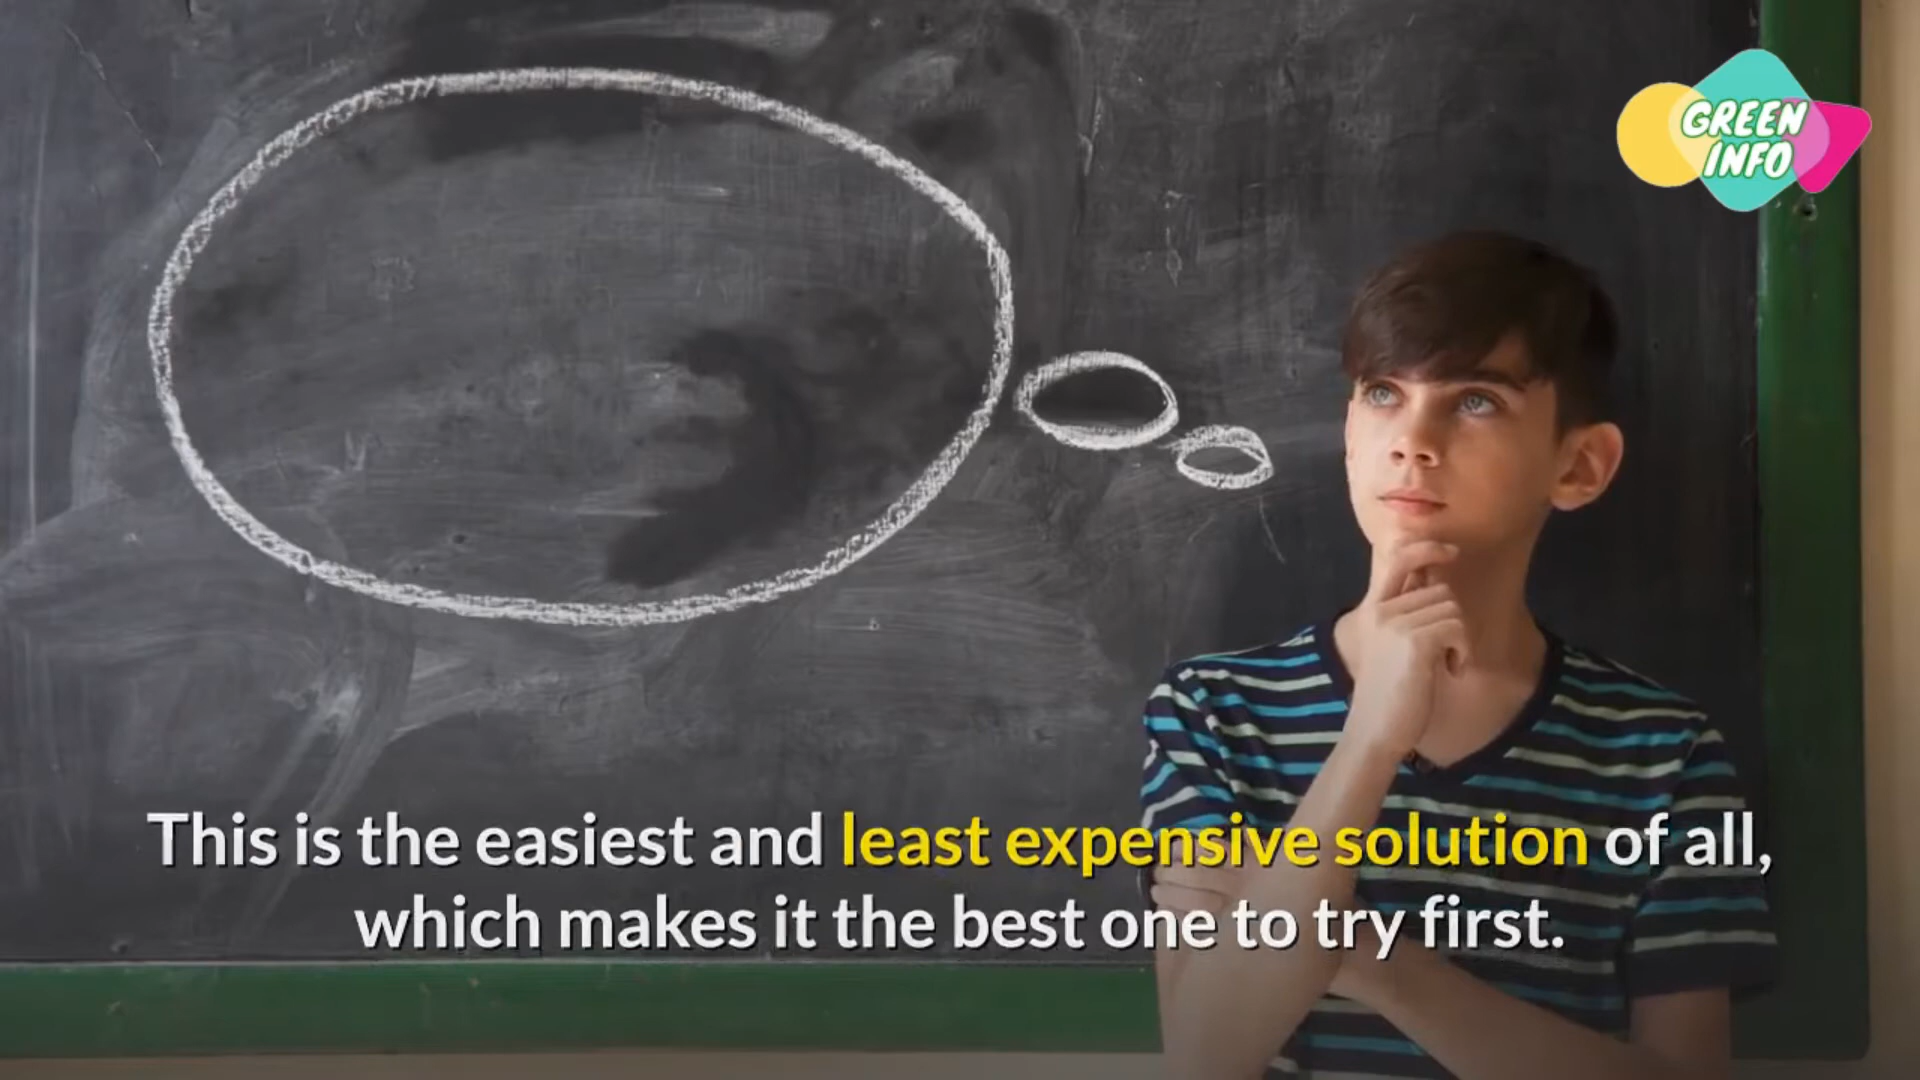 GREEN
INFO
This is the easiest and least expensive solution of all,
which makes it the best one to try first.